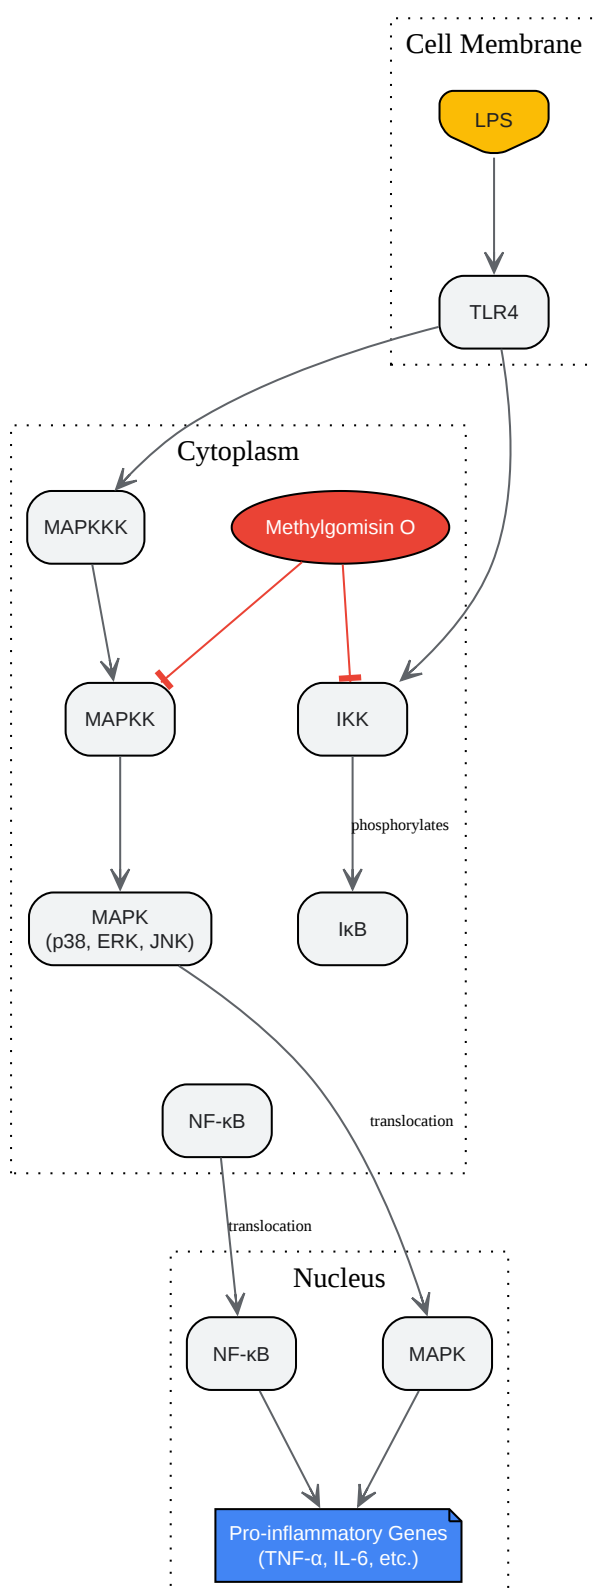 Cell Membrane
LPS
TLR4
Cytoplasm
MAPKKK
Methylgomisin O
MAPKK
IKK
phosphorylates
MAPK
(p38, ERK, JNK)
IκB
NF-κB
translocation
translocation
Nucleus
NF-κB
MAPK
Pro-inflammatory Genes
(TNF-α, IL-6, etc.)